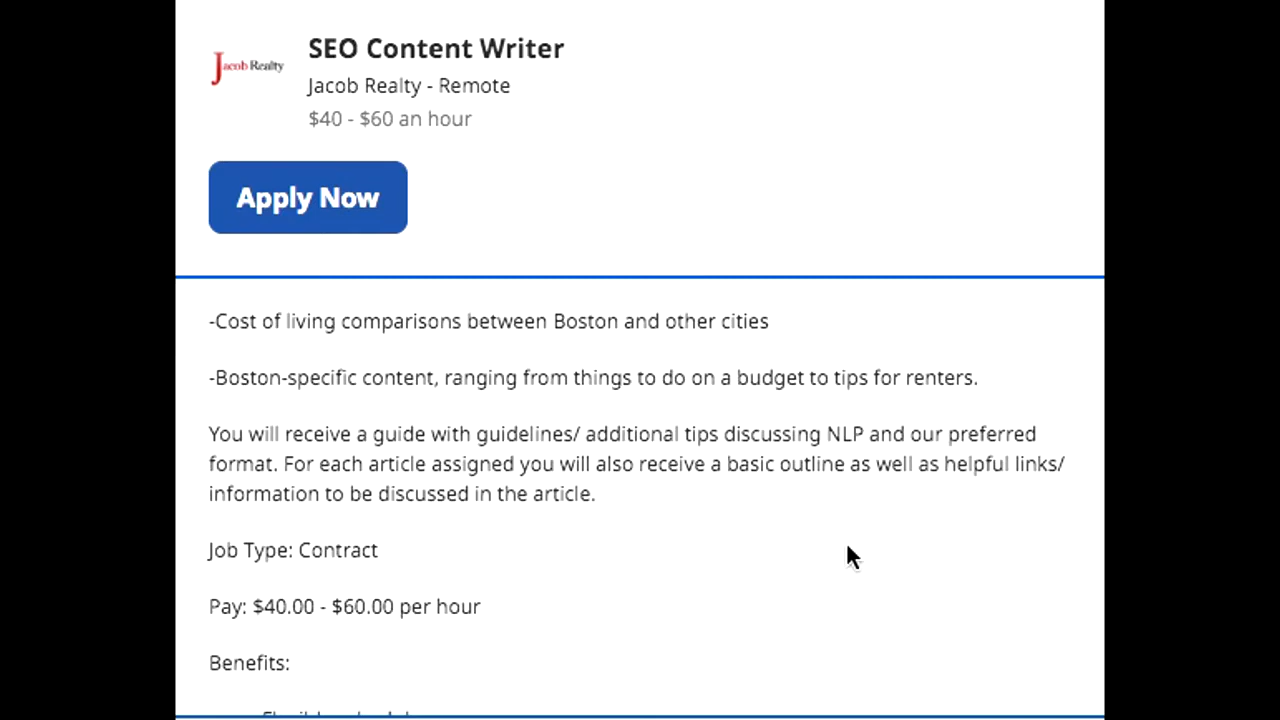 Jacob Realty
SEO Content Writer
Jacob Realty - Remote
$40 - $60 an hour
Apply Now
-Cost of living comparisons between Boston and other cities
-Boston-specific content, ranging from things to do on a budget to tips for renters.
You will receive a guide with guidelines/ additional tips discussing NLP and our preferred
format. For each article assigned you will also receive a basic outline as well as helpful links/
information to be discussed in the article.
Job Type: Contract
Pay: $40.00 - $60.00 per hour
Benefits: